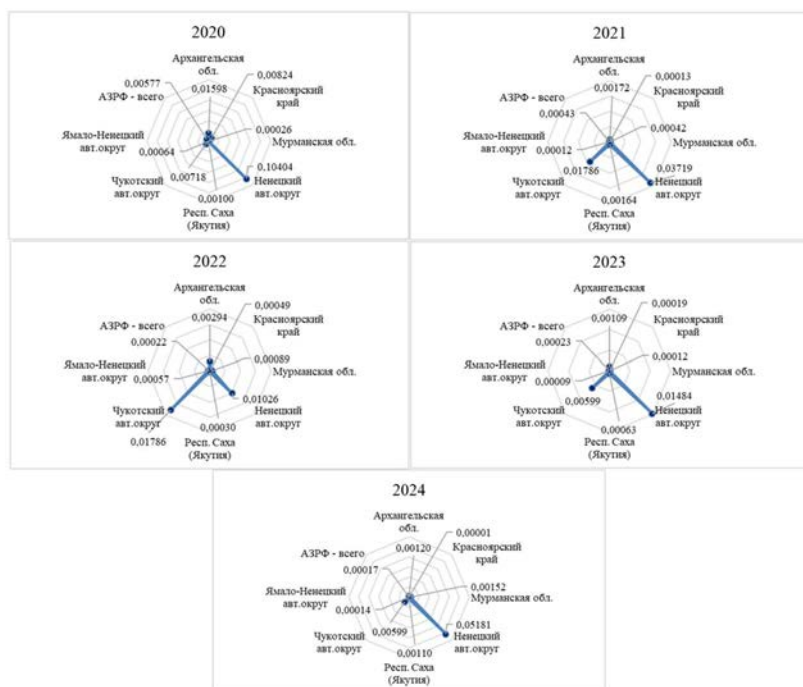 2020
Архангельская
обл.
0,00577
0,01598
0,00824
АЗРФ - всего
Красноярский
край
Ямало-Ненецкий
авт.округ
0,00026
Мурманская обл.
0,00064
0,10404
Чукотский
авт.округ
0,00718
Ненецкий
авт.округ
0,00100
Респ. Саха
(Якутия)
2021
Архангельская
обл.
0,00172
0,00013
АЗРФ - всего
Красноярский
край
0,00043
0,00042
Ямало-Ненецкий
авт.округ
Мурманская обл.
0,00012
0,01786
0,03719
Чукотский
авт.округ
Ненецкий
авт.округ
0,00164
Респ. Саха
(Якутия)
2022
Архангельская
обл.
0,00049
0,00294
АЗРФ - всего
Красноярский
край
0,00022
0,00089
Ямало-Ненецкий
авт.округ
Мурманская обл.
0,00057
0,01026
Чукотский
авт.округ
Ненецкий
авт.округ
0,00030
0,01786
Респ. Саха
(Якутия)
2023
Архангельская
обл.
0,00019
0,00109
АЗРФ - всего
Красноярский
край
0,00023
0,00012
Ямало-Ненецкий
авт.округ
Мурманская обл.
0,00009
0,01484
0,00599
Чукотский
авт.округ
Ненецкий
авт.округ
0,00063
Респ. Саха
(Якутия)
2024
Архангельская
обл.
0,00001
0,00120
АЗРФ - всего
Красноярский
край
0,00017
0,00152
Ямало-Ненецкий
авт.округ
Мурманская обл.
0,00014
0,05181
0,00599
Чукотский
авт.округ
Ненецкий
авт.округ
0,00110
Респ. Саха
(Якутия)